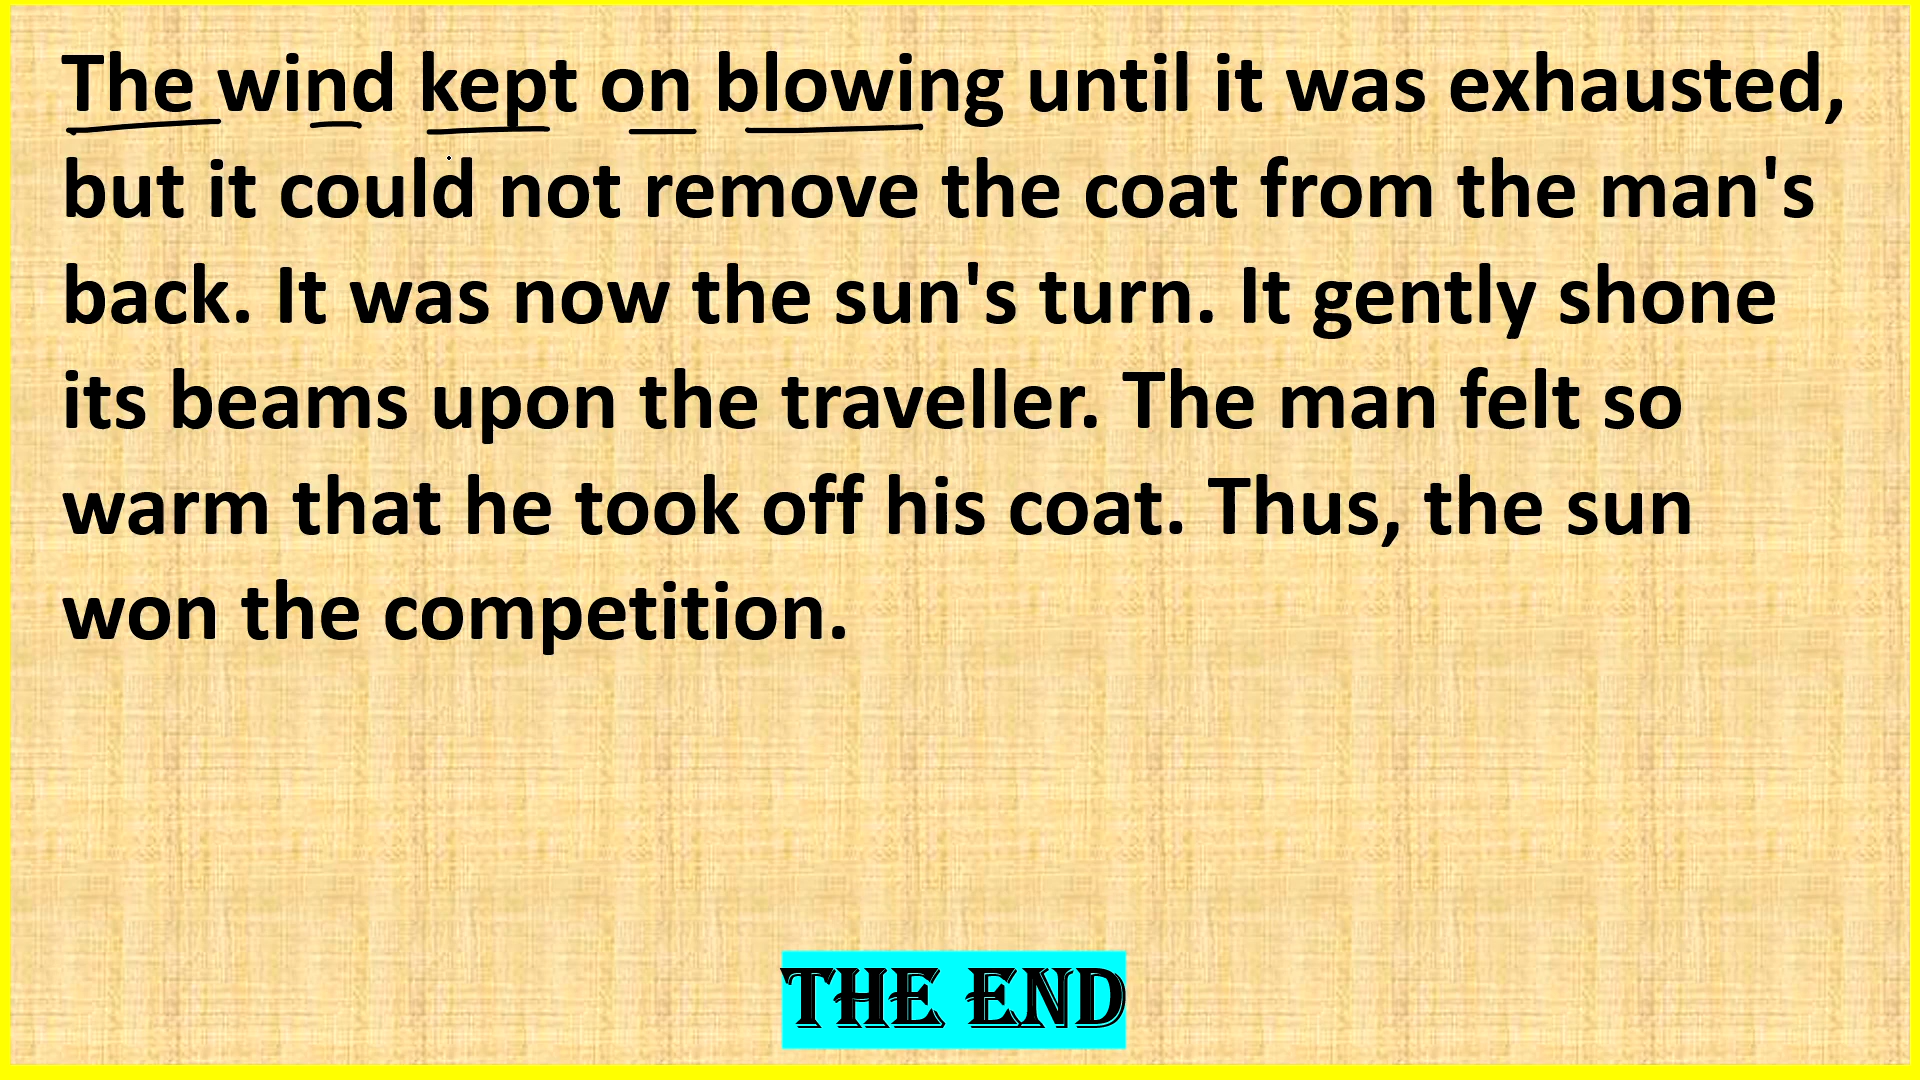 The wind kept on blowing until it was exhausted,
but it could not remove the coat from the man's
back. It was now the sun's turn. It gently shone
its beams upon the traveller. The man felt so
warm that he took off his coat. Thus, the sun
won the competition.
THE END